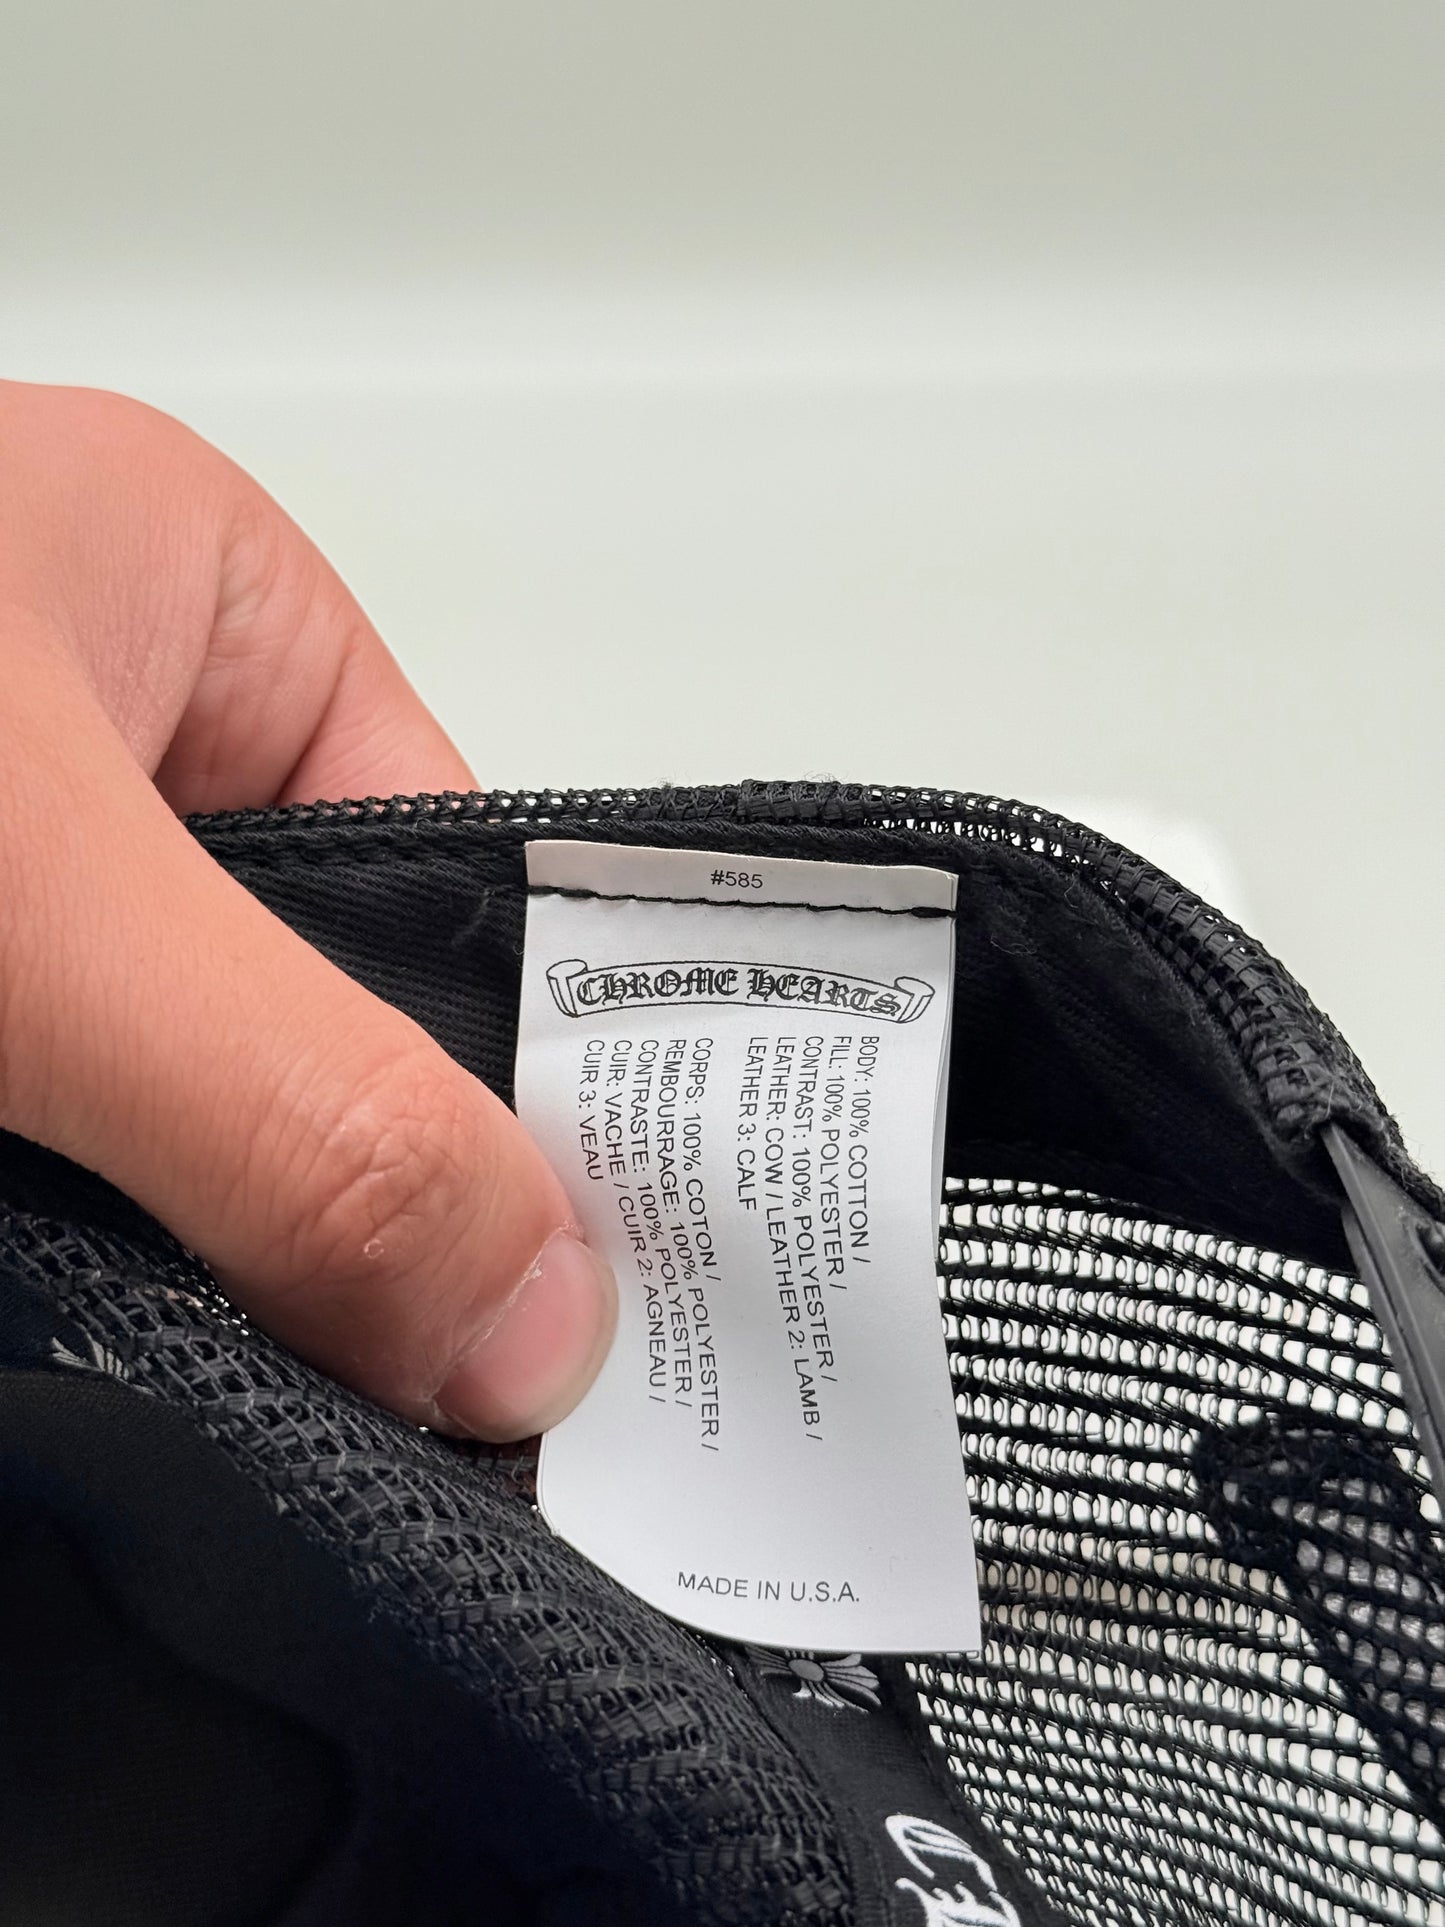 #585
CHROME HEARTS
BODY: 100% COTTON /
FILL: 100% POLYESTER /
CONTRAST: 100% POLYESTER /
LEATHER: COW / LEATHER 2: LAMB /
LEATHER 3: CALF
CORPS: 100% COTON /
REMBOURRAGE: 100% POLYESTER /
CONTRASTE: 100% POLYESTER /
CUIR: VACHE / CUIR 2: AGNEAU /
CUIR 3: VEAU
MADE IN U.S.A.